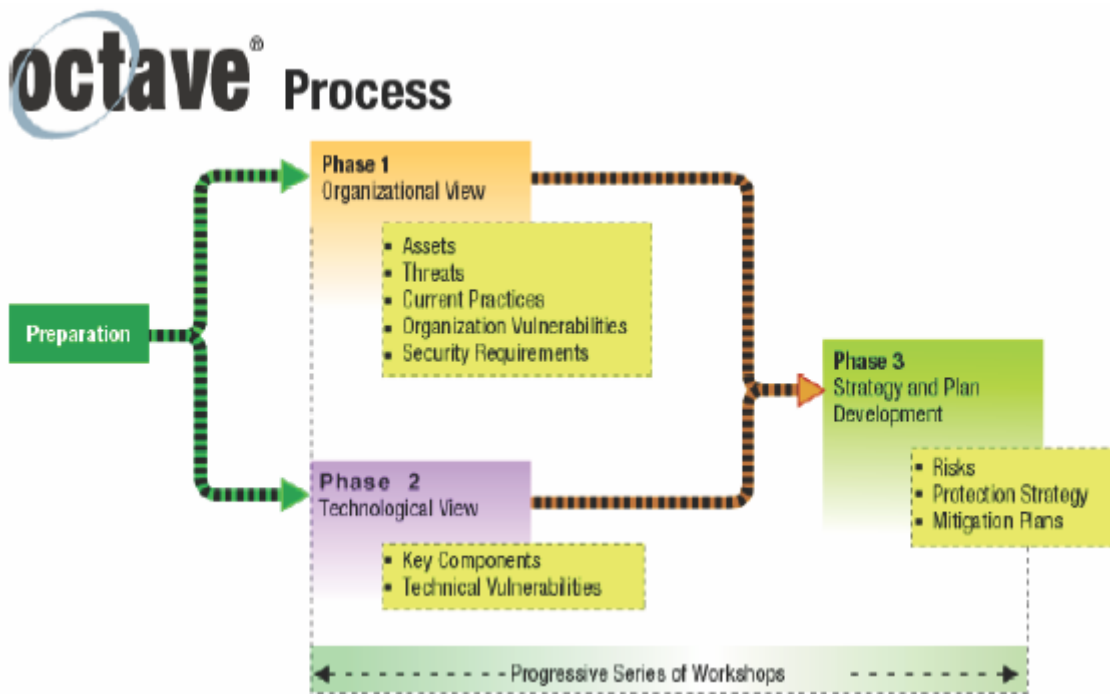 octave® Process
Phase 1
Organizational View
▪ Assets
▪ Threats
▪ Current Practices
▪ Organization Vulnerabilities
▪ Security Requirements
Preparation
Phase 3
Strategy and Plan
Development
▪ Risks
▪ Protection Strategy
▪ Mitigation Plans
Phase 2
Technological View
▪ Key Components
▪ Technical Vulnerabilities
Progressive Series of Workshops